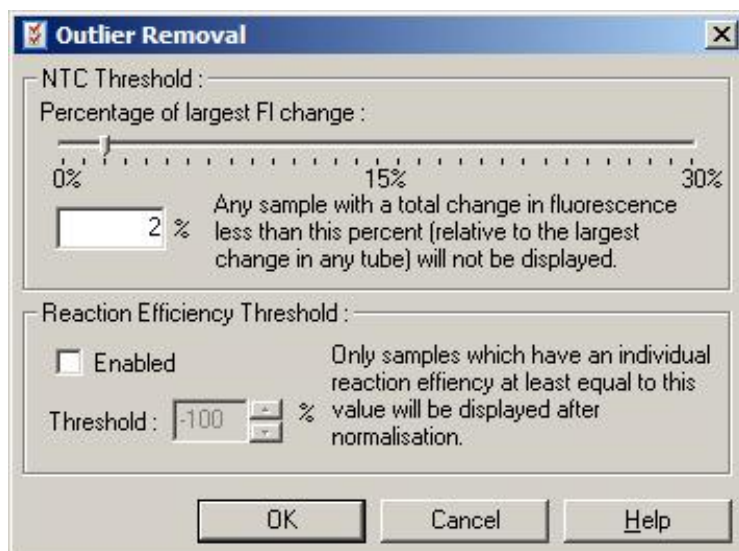 Outlier Removal
NTC Threshold :
Percentage of largest Fl change :
0% 15% 30%
2 % Any sample with a total change in fluorescence
less than this percent (relative to the largest
change in any tube) will not be displayed.
Reaction Efficiency Threshold :
Enabled
Only samples which have an individual
reaction effiency at least equal to this
value will be displayed after
normalisation.
Threshold : -100 %
OK Cancel Help